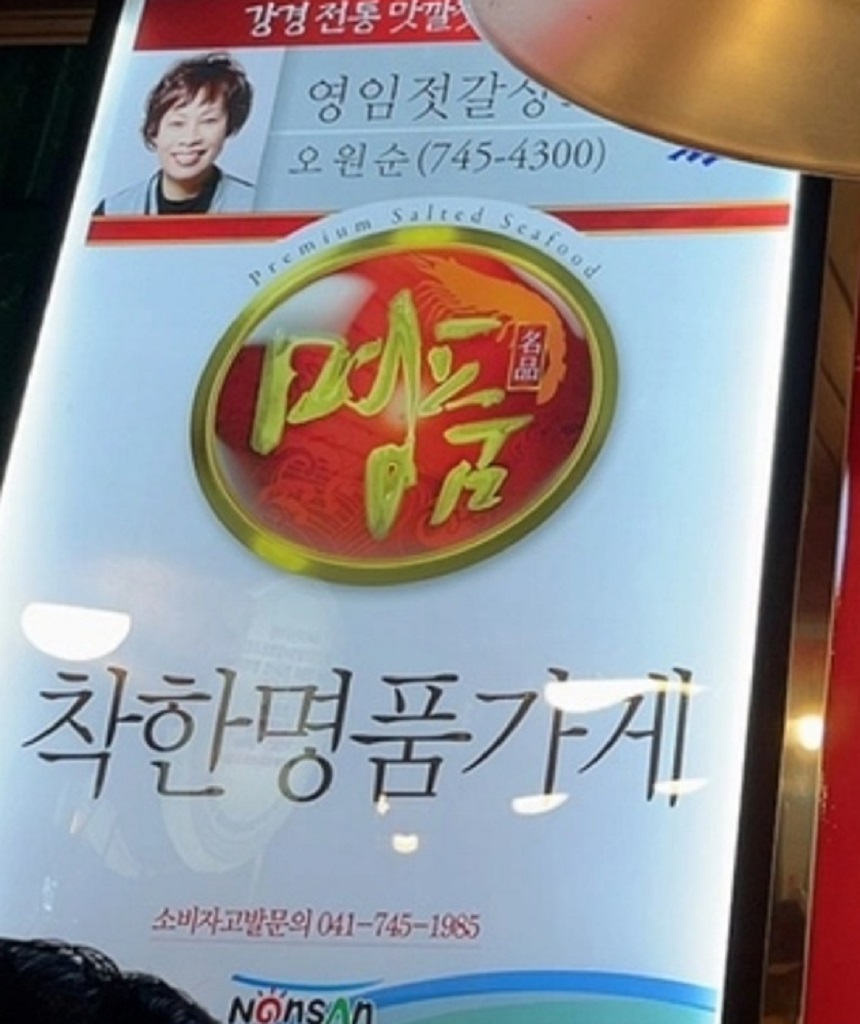 강경 전통 맛깔젓
영임젓갈상
오원순(745-4300)
Premium Salted Seafood
명품
名品
착한명품가게
소비자고발문의 041-745-1985
Nonsan